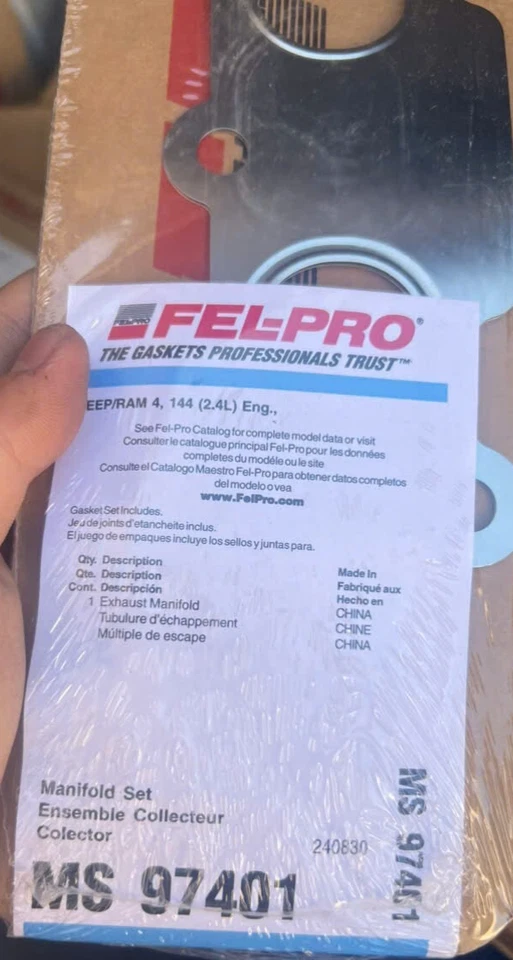 FEL-PRO®
THE GASKETS PROFESSIONALS TRUST™
EEP/RAM 4, 144 (2.4L) Eng.,
See Fel-Pro Catalog for complete model data or visit
Consulter le catalogue principal Fel-Pro pour les données
completes du modéle ou le site
Consulte el Catalogo Maestro Fel-Pro para obtener datos completos
del modelo o vea
www.FelPro.com
Gasket Set Includes.
Jeu de joints d'etancheite inclus.
El juego de empaques incluye los sellos y juntas para.
Qty. Description
Qte. Description
Cont. Descripción
1 Exhaust Manifold
Tubulure d'échappement
Múltiple de escape
Made In
Fabriqué aux
Hecho en
CHINA
CHINE
CHINA
Manifold Set
Ensemble Collecteur
Colector
240830
MS 97401
MS 97401